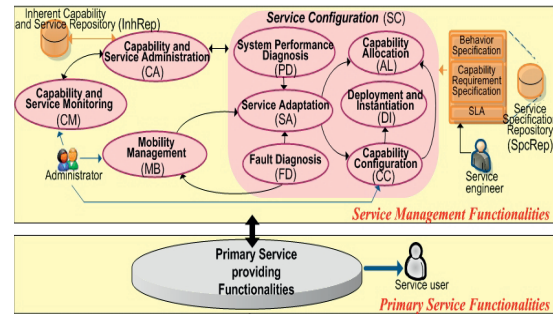 Inherent Capability
and Service Repository (InhRep)
Service Configuration (SC)
Capability and
Service Administration
(CA)
System Performance
Diagnosis
(PD)
Capability
Allocation
(AL)
Behavior
Specification
Capability
Requirement
Specification
SLA
Service
Specification
Repository
(SpcRep)
Capability and
Service Monitoring
(CM)
Service Adaptation
(SA)
Deployment and
Instantiation
(DI)
Mobility
Management
(MB)
Administrator
Fault Diagnosis
(FD)
Capability
Configuration
(CC)
Service
engineer
Service Management Functionalities
Primary Service
providing
Functionalities
Service user
Primary Service Functionalities